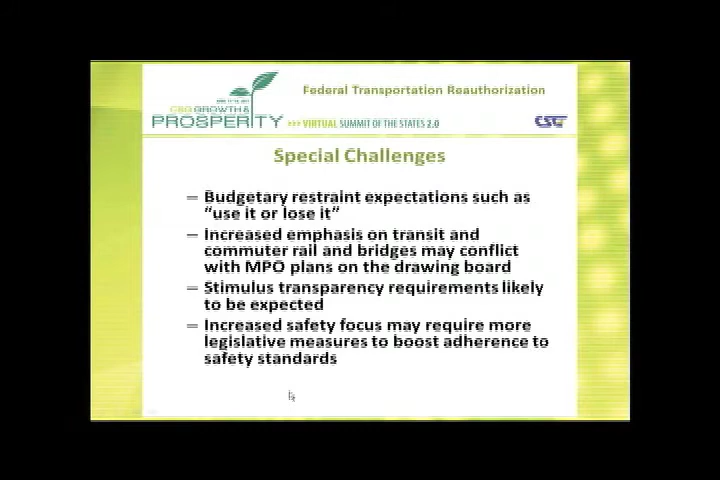 Federal Transportation Reauthorization
GROWTH &
PROSPERITY >>> VIRTUAL SUMMIT OF THE STATES 2.0
CSG
Special Challenges
— Budgetary restraint expectations such as
"use it or lose it"
— Increased emphasis on transit and
commuter rail and bridges may conflict
with MPO plans on the drawing board
— Stimulus transparency requirements likely
to be expected
— Increased safety focus may require more
legislative measures to boost adherence to
safety standards